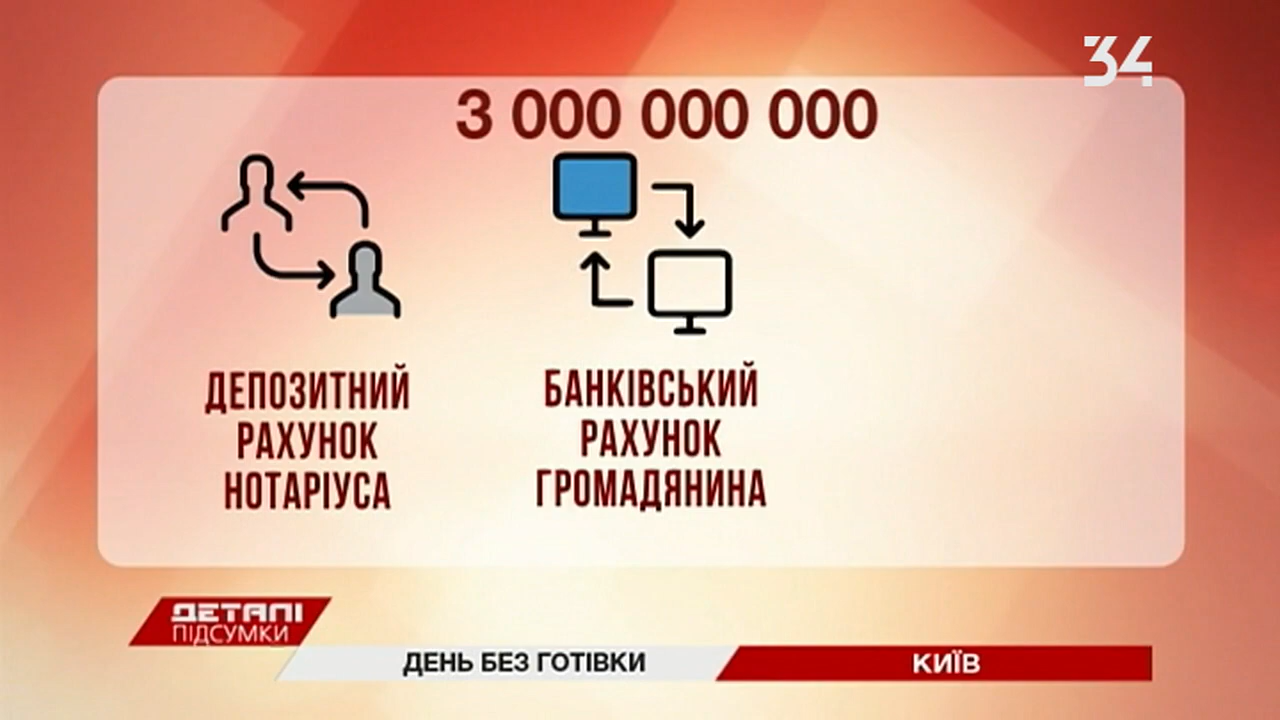 34
3 000 000 000
ДЕПОЗИТНИЙ
РАХУНОК
НОТАРІУСА
БАНКІВСЬКИЙ
РАХУНОК
ГРОМАДЯНИНА
ДЕТАЛІ
ПІДСУМКИ
ДЕНЬ БЕЗ ГОТІВКИ
КИЇВ